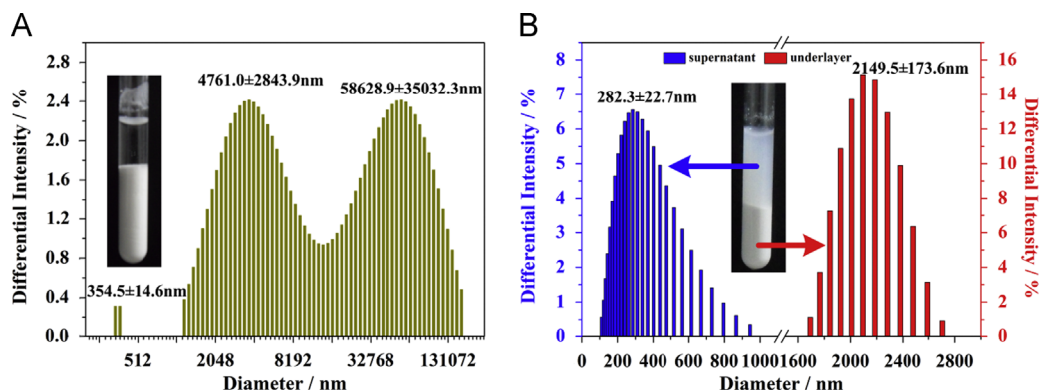 A
B
Differential Intensity / %
2.8
2.4
2.0
1.6
1.2
0.8
0.4
0.0
4761.0±2843.9nm
58628.9±35032.3nm
354.5±14.6nm
512
2048
8192
32768
131072
Diameter / nm
Differential Intensity / %
8
7
6
5
4
3
2
1
0
supernatant
underlayer
282.3±22.7nm
2149.5±173.6nm
0
200
400
600
800
1000
1600
2000
2400
2800
Diameter / nm
16
14
12
10
8
6
4
2
0
Differential Intensity / %